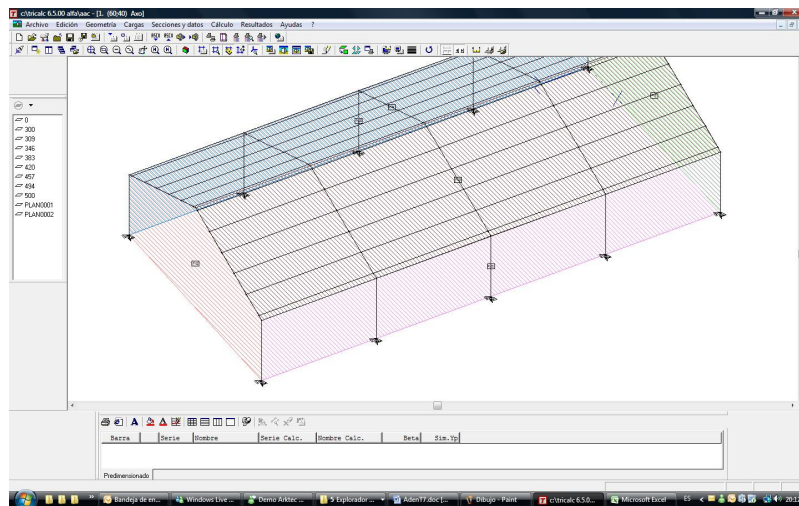 c:\tricalc 6.5.00 alfa\aac - [1. (60;40) Axo]
Archivo Edición Geometría Cargas Secciones y datos Cálculo Resultados Ayudas ?
0
300
309
346
383
420
457
494
500
PLAN0001
PLAN0002
Barra Serie Nombre Serie Calc. Nombre Calc. Beta Sim.Yp
Predimensionado
Bandeja de en... Windows Live ... Demo Arktec ... 5 Explorador ... AdenT7.doc [... Dibujo - Paint c:\tricalc 6.5.0... Microsoft Excel ES 20:12